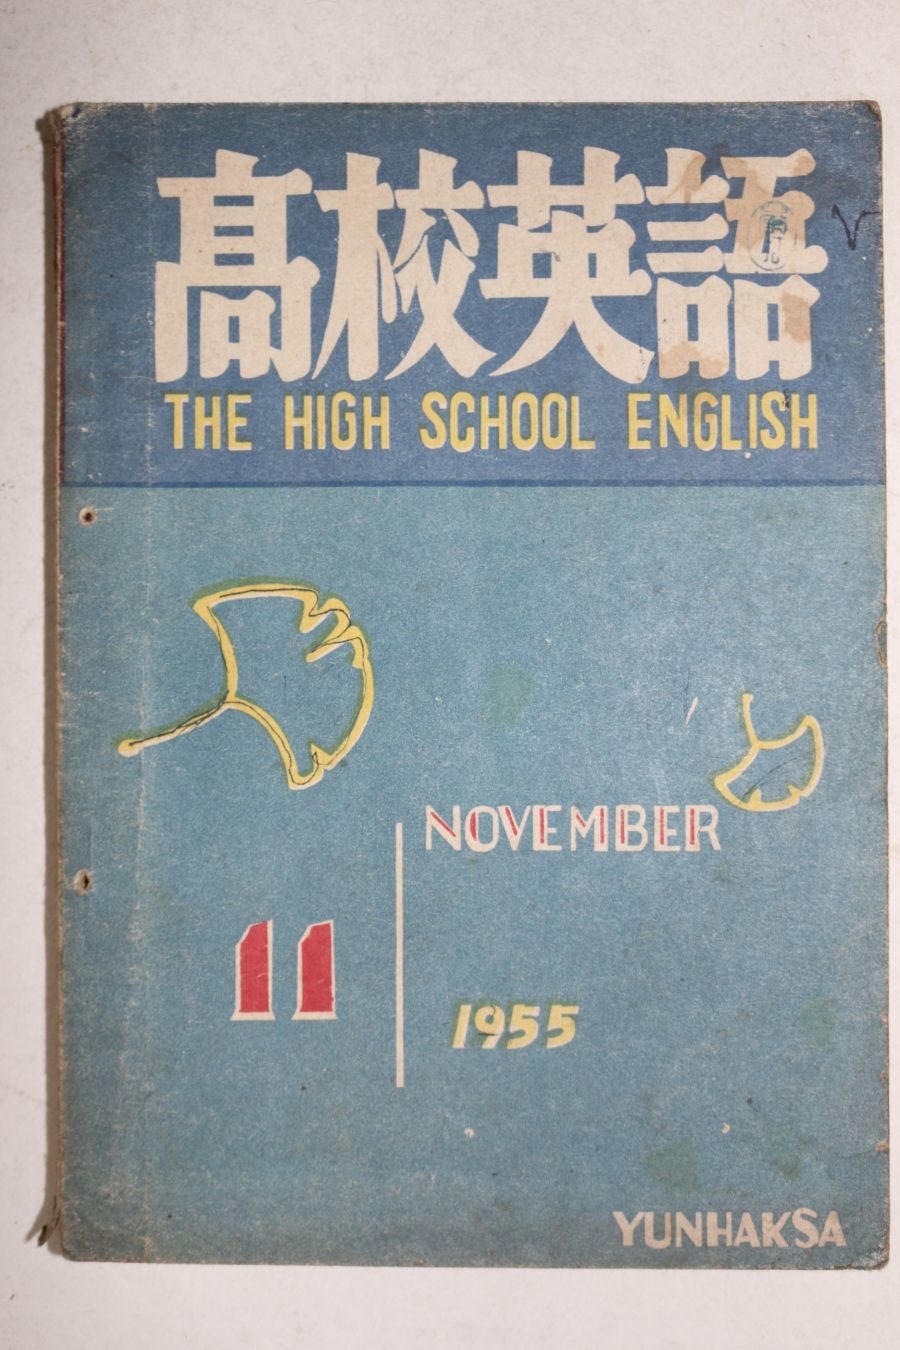 高校英語
THE HIGH SCHOOL ENGLISH
NOVEMBER
11
1955
YUNHAKSA